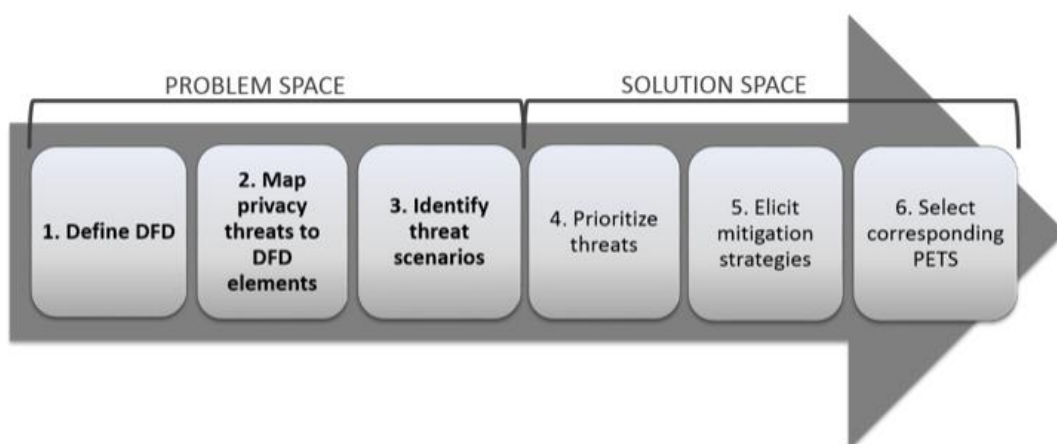 PROBLEM SPACE
SOLUTION SPACE
1. Define DFD
2. Map
privacy
threats to
DFD
elements
3. Identify
threat
scenarios
4. Prioritize
threats
5. Elicit
mitigation
strategies
6. Select
corresponding
PETS